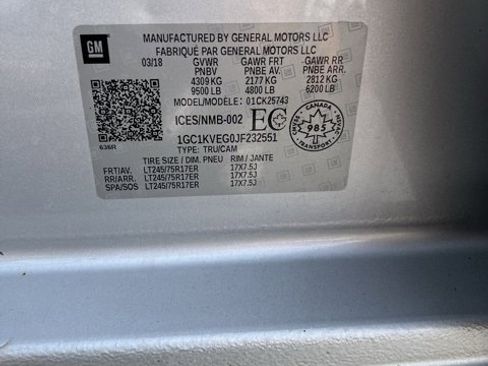 GM
MANUFACTURED BY GENERAL MOTORS LLC
FABRIQUÉ PAR GENERAL MOTORS LLC
03/18 GVWR GAWR FRT GAWR RR
PNBV PNBE AV. PNBE ARR.
4309 KG 2177 KG 2812 KG
9500 LB 4800 LB 6200 LB
MODEL/MODÈLE: 01CK25743
ICES/NMB-002 EC CANADA 985
636R
1GC1KVEG0JF232551
TYPE: TRU/CAM
TIRE SIZE / DIM. PNEU RIM / JANTE
FRT/AV. LT245/75R17ER 17X7.5J
RR/ARR. LT245/75R17ER 17X7.5J
SPA/SOS LT245/75R17ER 17X7.5J